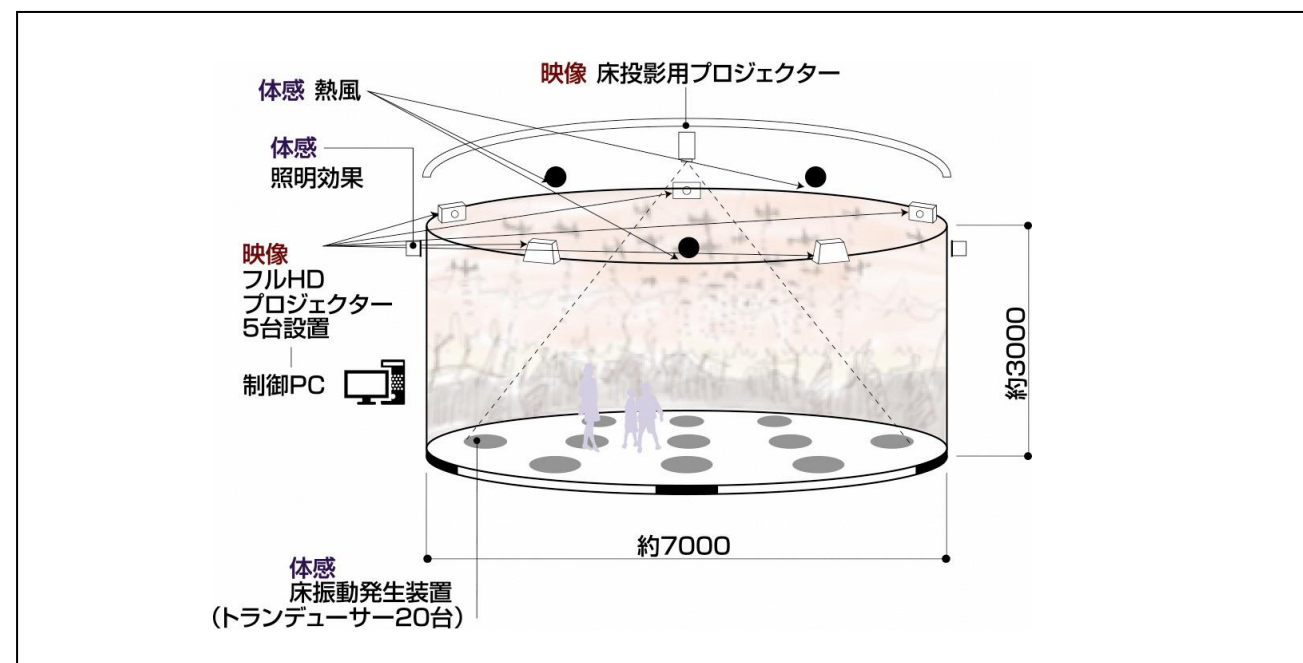 映像 床投影用プロジェクター
体感 熱風
体感
照明効果
映像
フルHD
プロジェクター
5台設置
制御PC
約3000
約7000
体感
床振動発生装置
（トランデューサー20台）